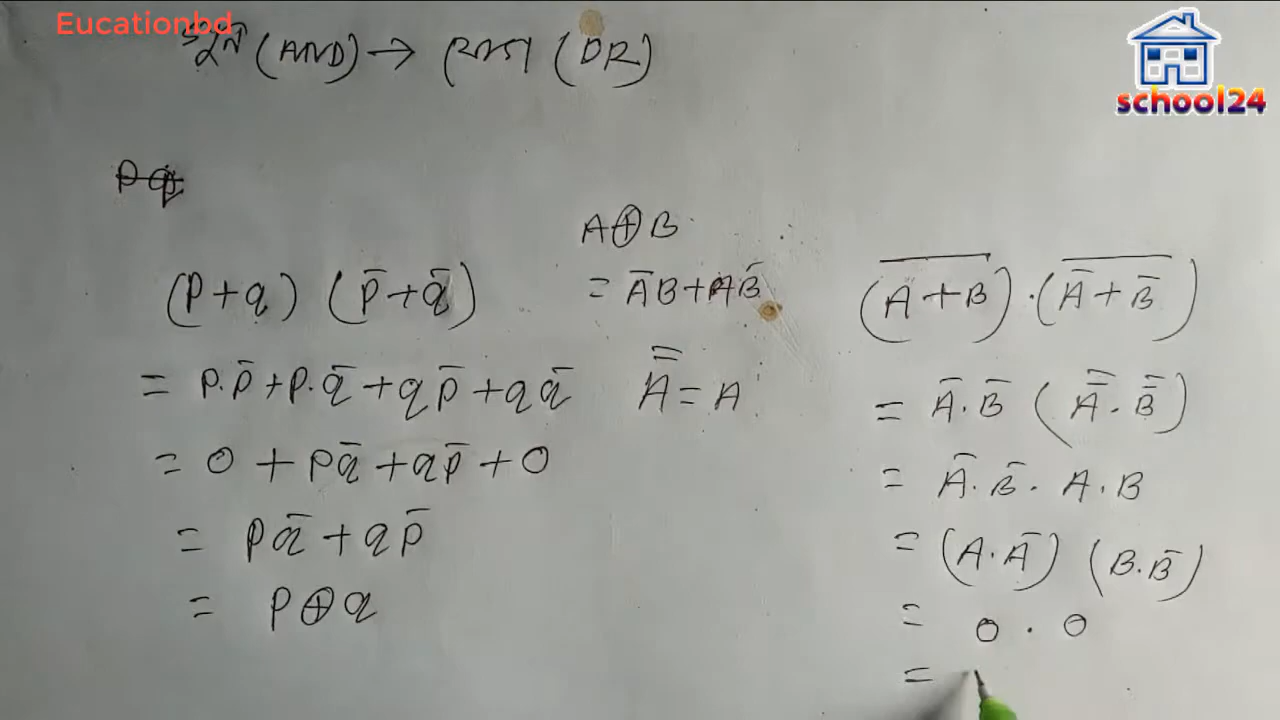 Eucationbd
(AND) → (OR)
school24
P q
(p+q) (p̄+q̄)
= p.p̄+p.q̄+qp̄+qq̄
= 0 + pq̄+qp̄+0
= pq̄+qp̄
= p⊕q
A⊕B
= ĀB+AB̄
A̿ = A
(A̅ ̅+̅ ̅B̅).(Ā̅ ̅+̅ ̅B̄̅)
= Ā.B̄ (A̿.B̿)
= Ā.B̄.A.B
= (A.Ā) (B.B̄)
= 0 . 0
=